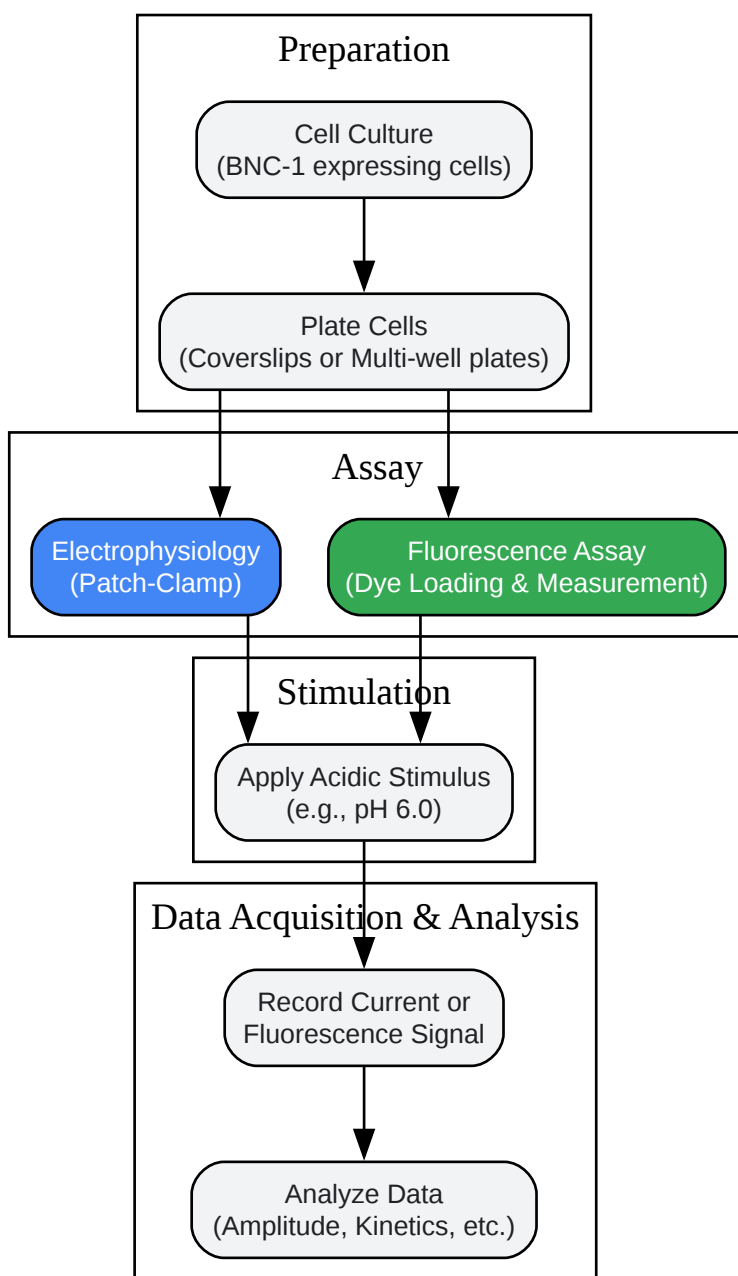 Preparation
Cell Culture
(BNC-1 expressing cells)
Plate Cells
(Coverslips or Multi-well plates)
Assay
Electrophysiology
(Patch-Clamp)
Fluorescence Assay
(Dye Loading & Measurement)
Stimulation
Apply Acidic Stimulus
(e.g., pH 6.0)
Data Acquisition & Analysis
Record Current or
Fluorescence Signal
Analyze Data
(Amplitude, Kinetics, etc.)